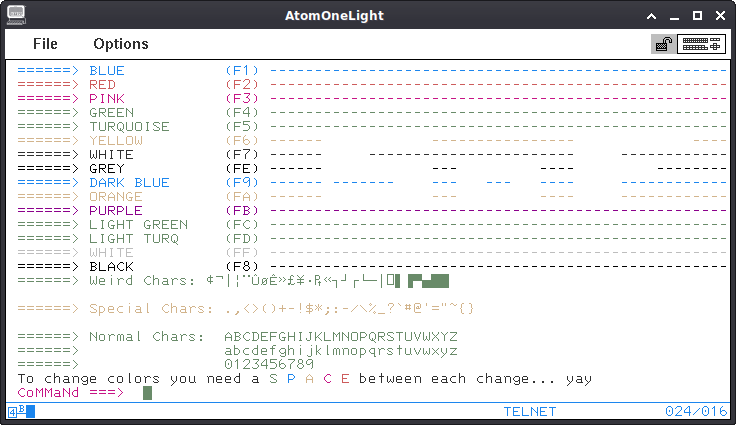 AtomOneLight
File Options
======> BLUE (F1) ---------------------------------------------------
======> RED (F2) ---------------------------------------------------
======> PINK (F3) ---------------------------------------------------
======> GREEN (F4) ---------------------------------------------------
======> TURQUOISE (F5) ---------------------------------------------------
======> YELLOW (F6) ------ ---------------- ----
======> WHITE (F7) ------ ---------------------- ------------
======> GREY (FE) ------ --- ------
======> DARK BLUE (F9) ------ --- --- ------ ------------
======> ORANGE (FA) ------ --- ------
======> PURPLE (FB) ---------------------------------------------------
======> LIGHT GREEN (FC) ---------------------------------------------------
======> LIGHT TURQ (FD) ---------------------------------------------------
======> WHITE (FF) ---------------------------------------------------
======> BLACK (F8) ---------------------------------------------------
======> Weird Chars: ¢¬│¦¨ÛøÊ»£¥·₧«┐┘┌└─│
======> Special Chars: .,<>()+-!$*;:-/\%_?`#@'="~{}
======> Normal Chars: ABCDEFGHIJKLMNOPQRSTUVWXYZ
======> abcdefghijklmnopqrstuvwxyz
======> 0123456789
To change colors you need a S P A C E between each change... yay
CoMMaNd ===>
4B TELNET 024/016